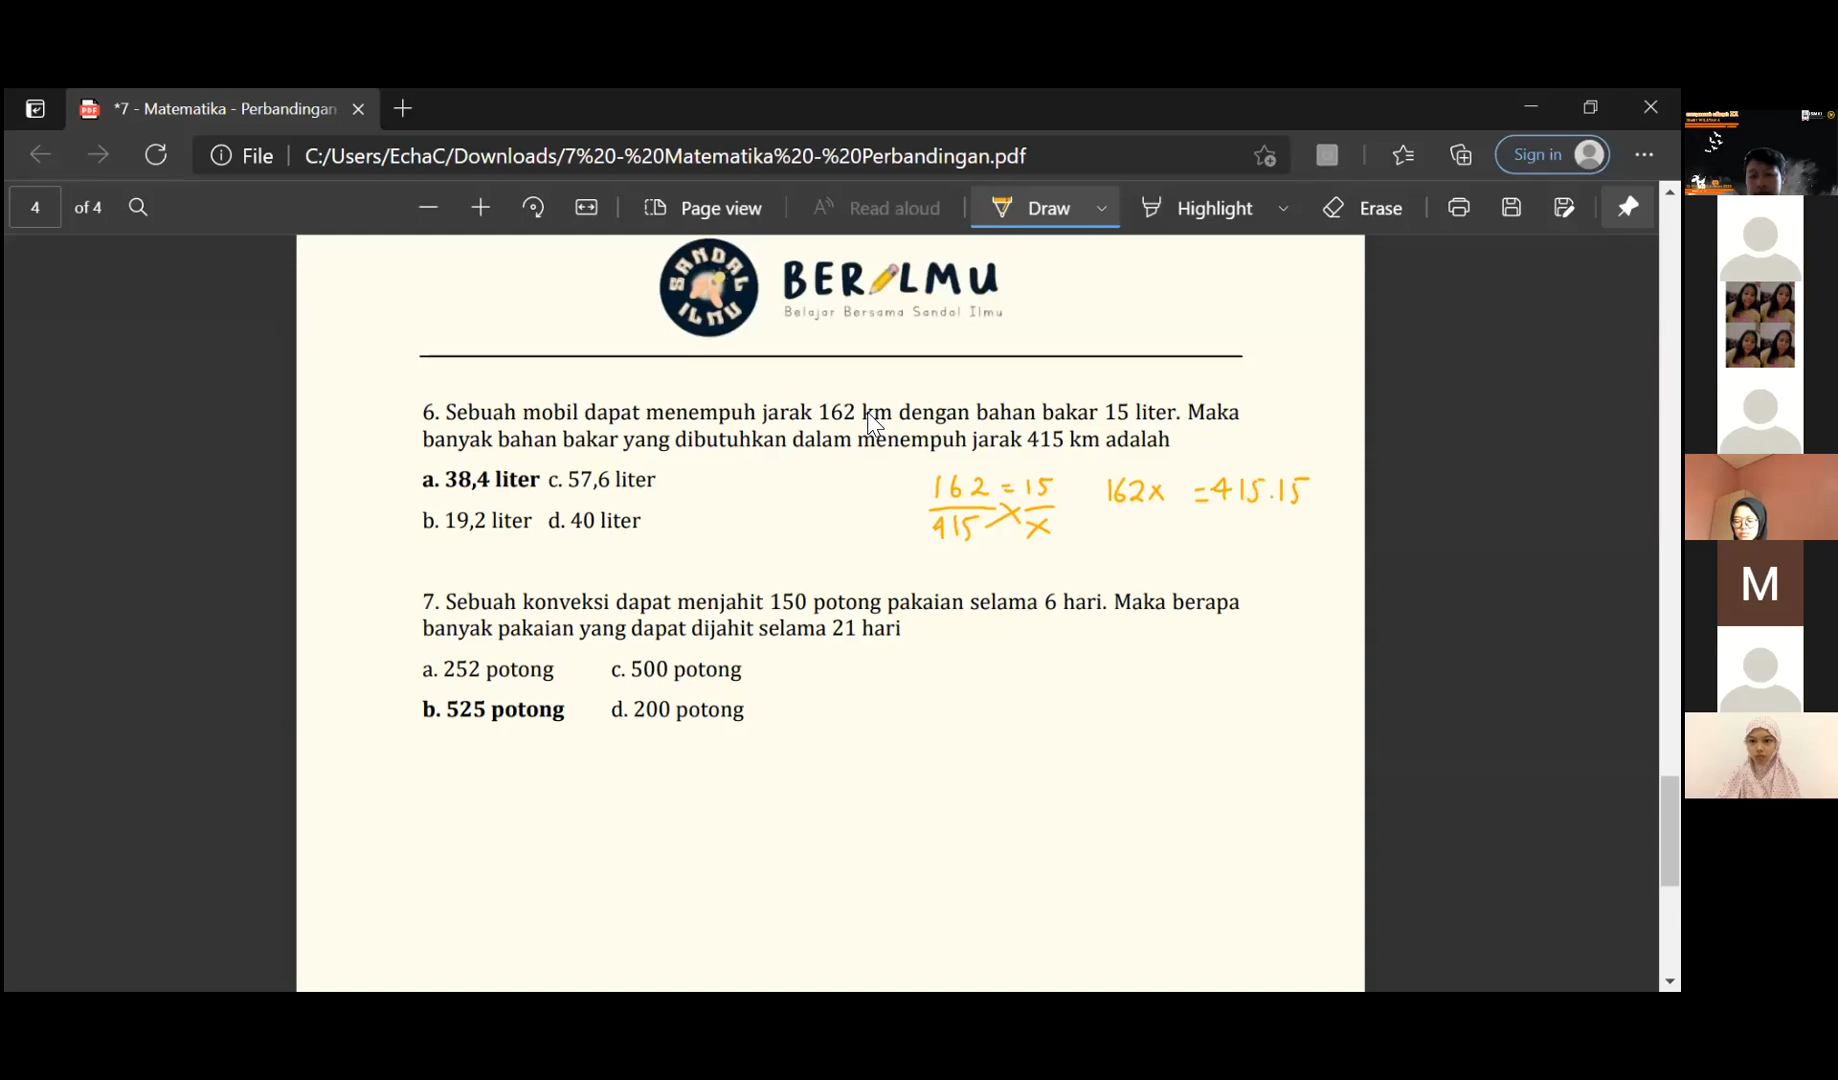 *7 - Matematika - Perbandingan
File
C:/Users/EchaC/Downloads/7%20-%20Matematika%20-%20Perbandingan.pdf
Sign in
4 of 4
Page view
Read aloud
Draw
Highlight
Erase
SANDAL ILMU
BERILMU
Belajar Bersama Sandal Ilmu
6. Sebuah mobil dapat menempuh jarak 162 km dengan bahan bakar 15 liter. Maka
banyak bahan bakar yang dibutuhkan dalam menempuh jarak 415 km adalah
a. 38,4 liter c. 57,6 liter
b. 19,2 liter d. 40 liter
162 = 15
415 x
162x = 415.15
7. Sebuah konveksi dapat menjahit 150 potong pakaian selama 6 hari. Maka berapa
banyak pakaian yang dapat dijahit selama 21 hari
a. 252 potong c. 500 potong
b. 525 potong d. 200 potong
M